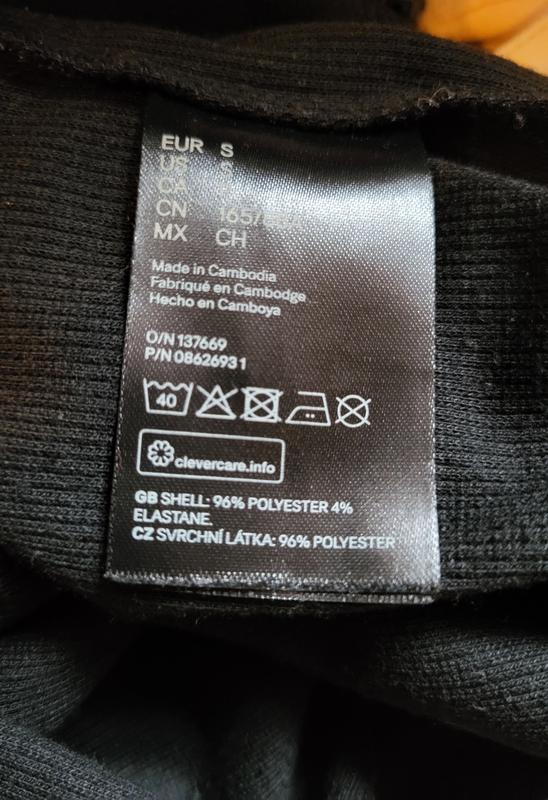 EUR S
US S
CA
CN 165/
MX CH
Made in Cambodia
Fabriqué en Cambodge
Hecho en Camboya
O/N 137669
P/N 08626931
40
clevercare.info
GB SHELL: 96% POLYESTER 4%
ELASTANE.
CZ SVRCHNÍ LÁTKA: 96% POLYESTER